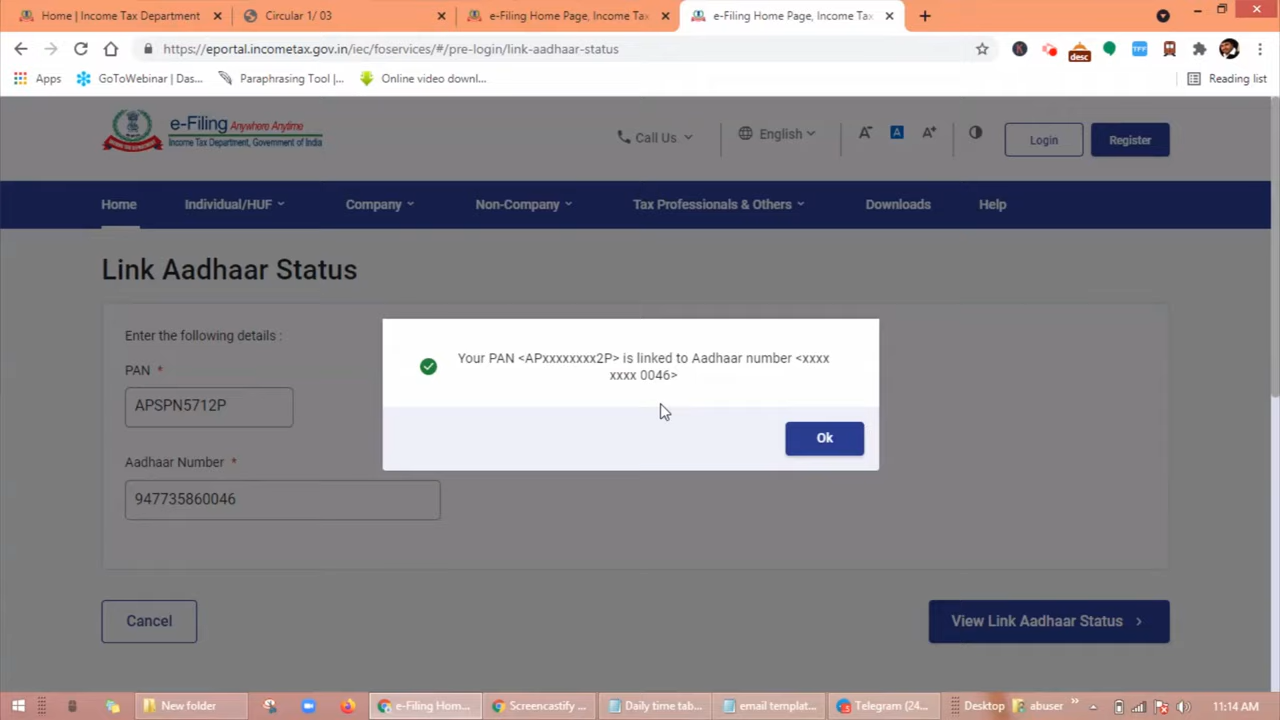 Home | Income Tax Department
Circular 1/ 03
e-Filing Home Page, Income Tax
e-Filing Home Page, Income Tax
https://eportal.incometax.gov.in/iec/foservices/#/pre-login/link-aadhaar-status
desc
TFF
Apps
GoToWebinar | Das...
Paraphrasing Tool |...
Online video downl...
Reading list
e-Filing Anywhere Anytime
Income Tax Department, Government of India
Call Us
English
A-
A
A+
Login
Register
Home
Individual/HUF
Company
Non-Company
Tax Professionals & Others
Downloads
Help
Link Aadhaar Status
Enter the following details :
PAN *
APSPN5712P
Aadhaar Number *
947735860046
Your PAN <APxxxxxxxx2P> is linked to Aadhaar number <xxxx
xxxx 0046>
Ok
Cancel
View Link Aadhaar Status >
New folder
e-Filing Hom...
Screencastify ...
Daily time tab...
email templat...
Telegram (24...
Desktop
abuser
11:14 AM